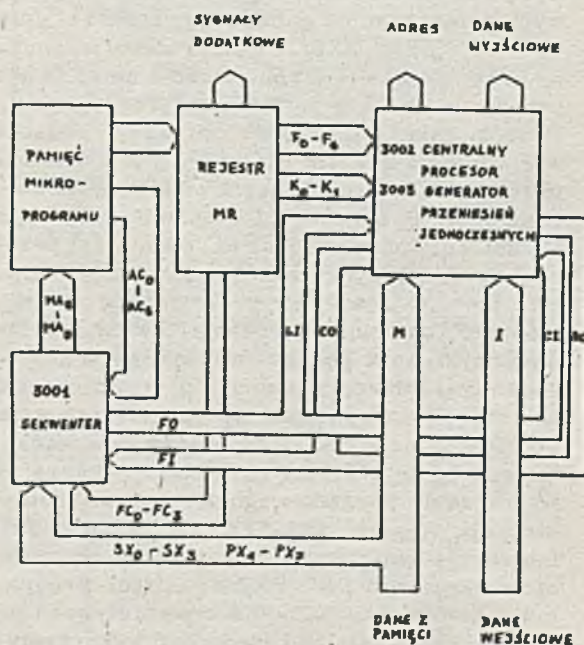 SYGNAŁY
DODATKOWE
ADRES
DANE
WYJŚCIOWE
PAMIĘĆ
MIKRO-
PROGRAMU
REJESTR
MR
F₀-F₆
K₀-K₁
3002 CENTRALNY
PROCESOR
3003 GENERATOR
PRZENIESIEŃ
JEDNOCZESNYCH
AC₀
AC₆
LI
CO
M
I
CI
3001
SEKWENTER
FO
FI
FC₀-FC₃
SX₀-SX₃ PX₄-PX₇
DANE Z
PAMIĘCI
DANE
WEJŚCIOWE